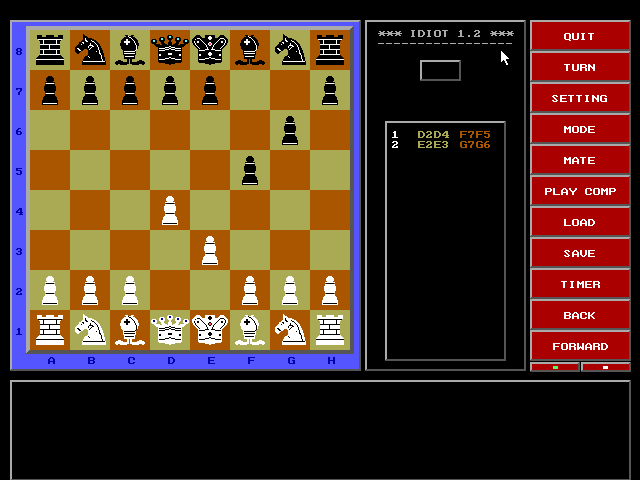 8
7
6
5
4
3
2
1
A B C D E F G H
*** IDIOT 1.2 ***
1 D2D4 F7F5
2 E2E3 G7G6
QUIT
TURN
SETTING
MODE
MATE
PLAY COMP
LOAD
SAVE
TIMER
BACK
FORWARD